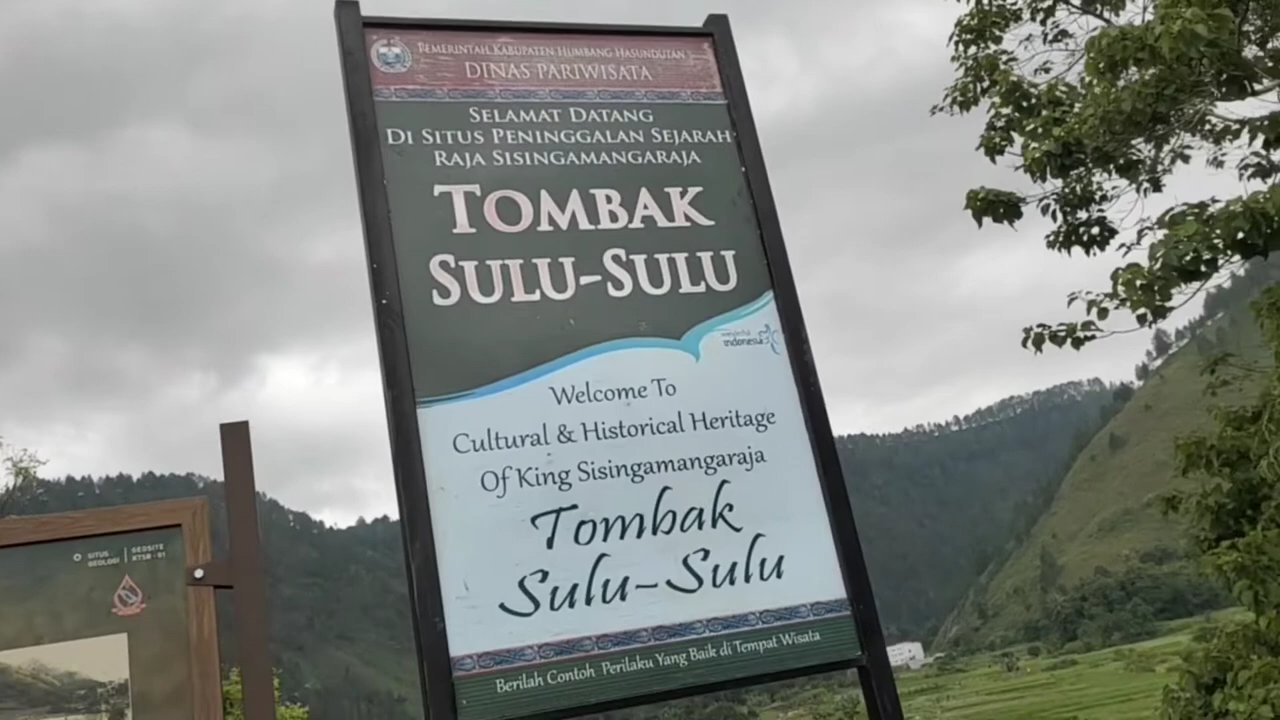 PEMERINTAH KABUPATEN HUMBANG HASUNDUTAN
DINAS PARIWISATA
SELAMAT DATANG
DI SITUS PENINGGALAN SEJARAH
RAJA SISINGAMANGARAJA
TOMBAK
SULU-SULU
wonderful
indonesia
Welcome To
Cultural & Historical Heritage
Of King Sisingamangaraja
Tombak
Sulu-Sulu
Berilah Contoh Perilaku Yang Baik di Tempat Wisata
SITUS GEOLOGI
GEOSITE